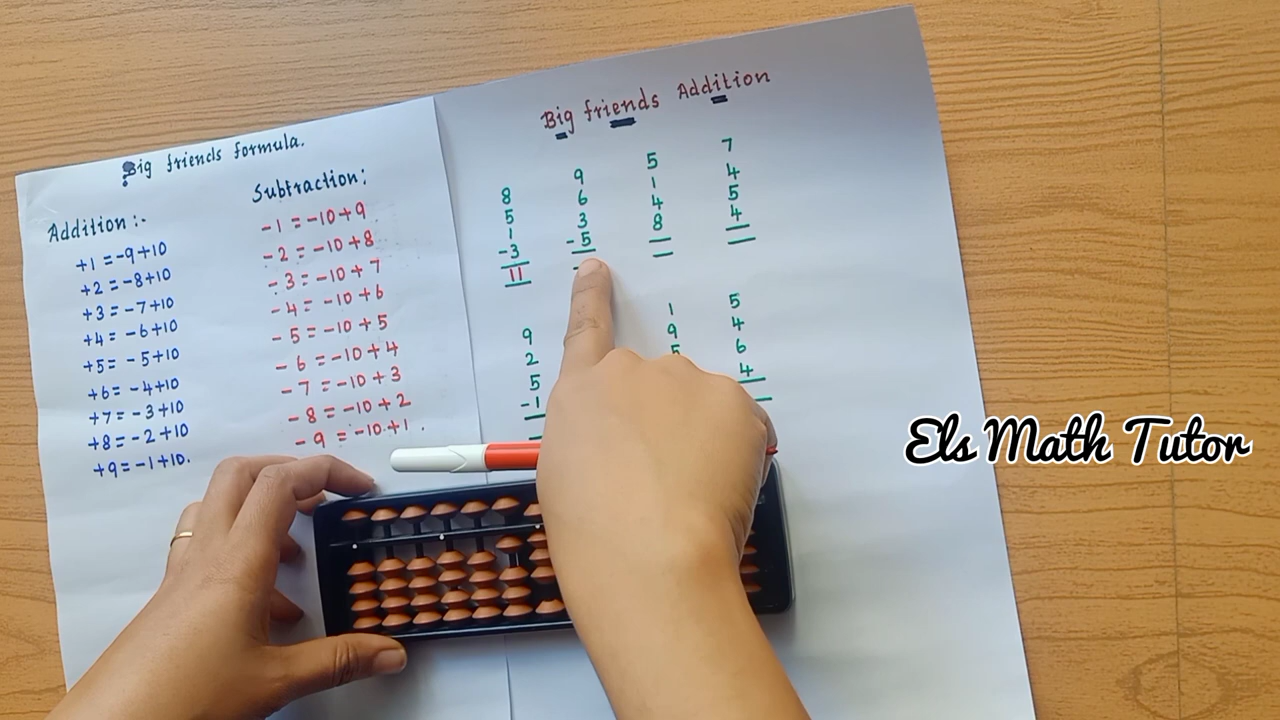 Big friends formula.
Addition :-
+1 = -9+10
+2 = -8+10
+3 = -7+10
+4 = -6+10
+5 = -5+10
+6 = -4+10
+7 = -3+10
+8 = -2+10
+9 = -1+10.
Subtraction :
-1 = -10+9
-2 = -10+8
-3 = -10+7
-4 = -10+6
-5 = -10+5
-6 = -10+4
-7 = -10+3
-8 = -10+2
-9 = -10+1.
Big friends Addition
8
5
1
-3
11
9
6
3
-5
5
1
4
8
7
4
5
4
9
2
5
-1
1
9
5
4
6
4
Els Math Tutor